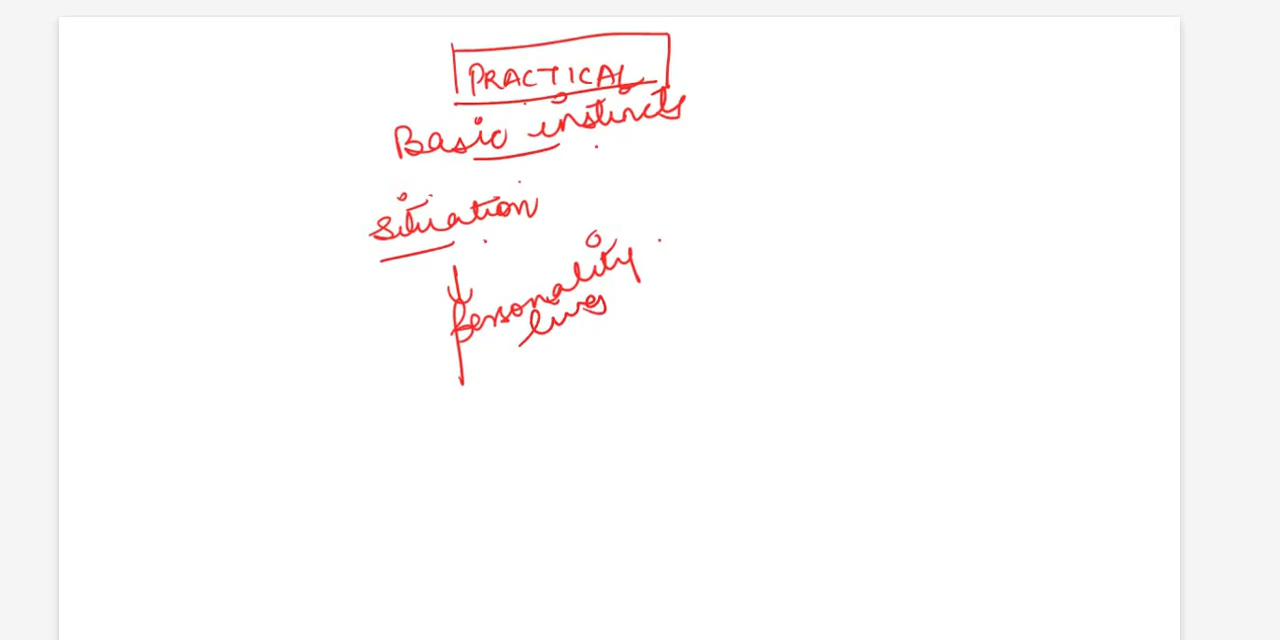 PRACTICAL
Basic instincts
situation
personality
lives